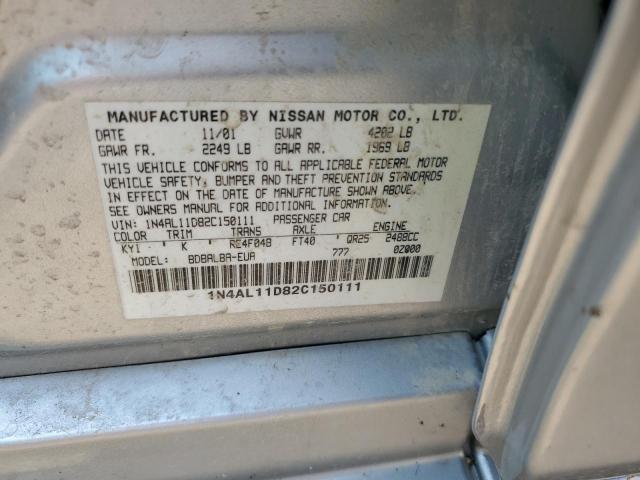 MANUFACTURED BY NISSAN MOTOR CO., LTD.
DATE 11/01 GVWR 4202 LB
GAWR FR. 2249 LB GAWR RR. 1969 LB
THIS VEHICLE CONFORMS TO ALL APPLICABLE FEDERAL MOTOR
VEHICLE SAFETY, BUMPER AND THEFT PREVENTION STANDARDS
IN EFFECT ON THE DATE OF MANUFACTURE SHOWN ABOVE.
SEE OWNERS MANUAL FOR ADDITIONAL INFORMATION.
VIN: 1N4AL11D82C150111 PASSENGER CAR
COLOR TRIM TRANS AXLE ENGINE
KY1 K RE4F04B FT40 QR25 2488CC
MODEL: BDBALBA-EUA 777 0Z000
1N4AL11D82C150111